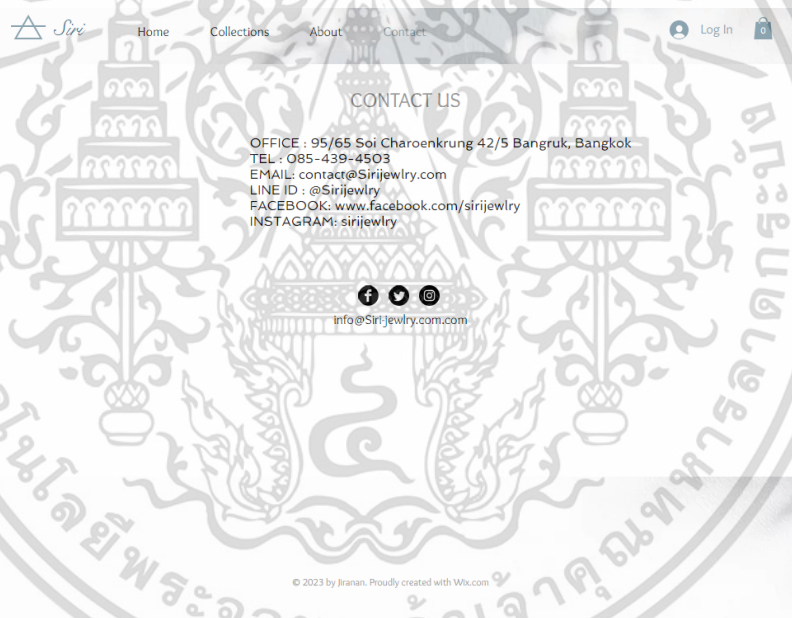 Siri
Home
Collections
About
Contact
Log In
0
CONTACT US
OFFICE : 95/65 Soi Charoenkrung 42/5 Bangruk, Bangkok
TEL : 085-439-4503
EMAIL: contact@Sirijewlry.com
LINE ID : @Sirijewlry
FACEBOOK: www.facebook.com/sirijewlry
INSTAGRAM: sirijewlry
info@Siri-Jewlry.com.com
© 2023 by Jiranan. Proudly created with Wix.com